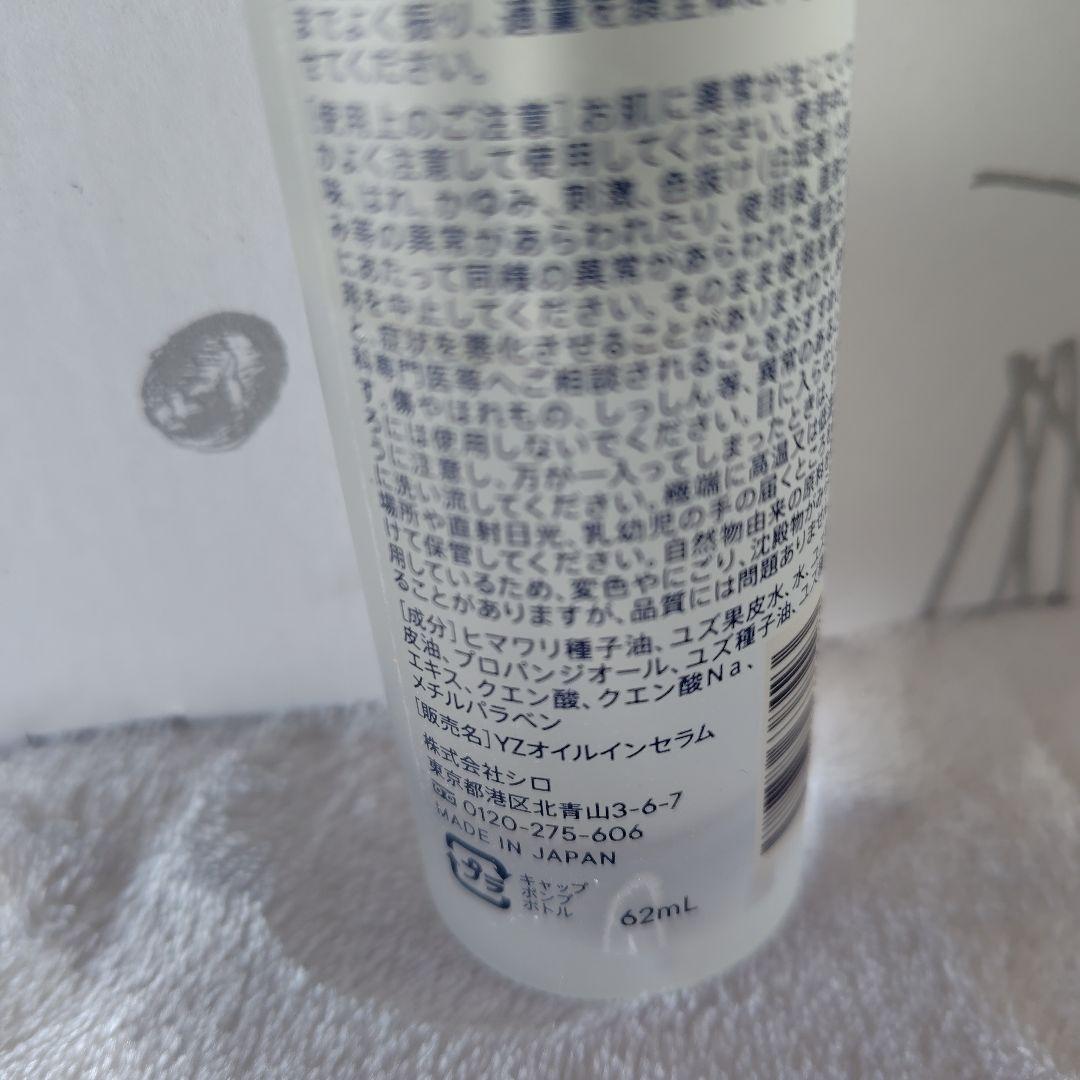 までよく振り、適量を
せてください。
[使用上のご注意]お肌に異常が生じて
かよく注意して使用してください。使用
味、はれ、かゆみ、刺激、色抜け(白斑等
み等の異常があらわれたり、使用後、直射
にあたって同様の異常があらわれた場合
用を中止してください。そのまま使用を
と、症状を悪化させることがありますので
科専門医等へご相談されることをおすすめ
す。傷やはれもの、しっしん等、異常のある
には使用しないでください。目に入らな
うに注意し、万が一入ってしまったときは
に洗い流してください。極端に高温又は低
場所や直射日光、乳幼児の手の届くところ
けて保管してください。自然物由来の原料を
用しているため、変色やにごり、沈殿物がみ
ることがありますが、品質には問題ありませ
[成分]ヒマワリ種子油、ユズ果皮水、水、ユ
皮油、プロパンジオール、ユズ種子油、ユズ
エキス、クエン酸、クエン酸Na、
メチルパラベン
[販売名]YZオイルインセラム
株式会社シロ
東京都港区北青山3-6-7
0120-275-606
MADE IN JAPAN
プラ
キャップ
ポンプ
ボトル
62mL